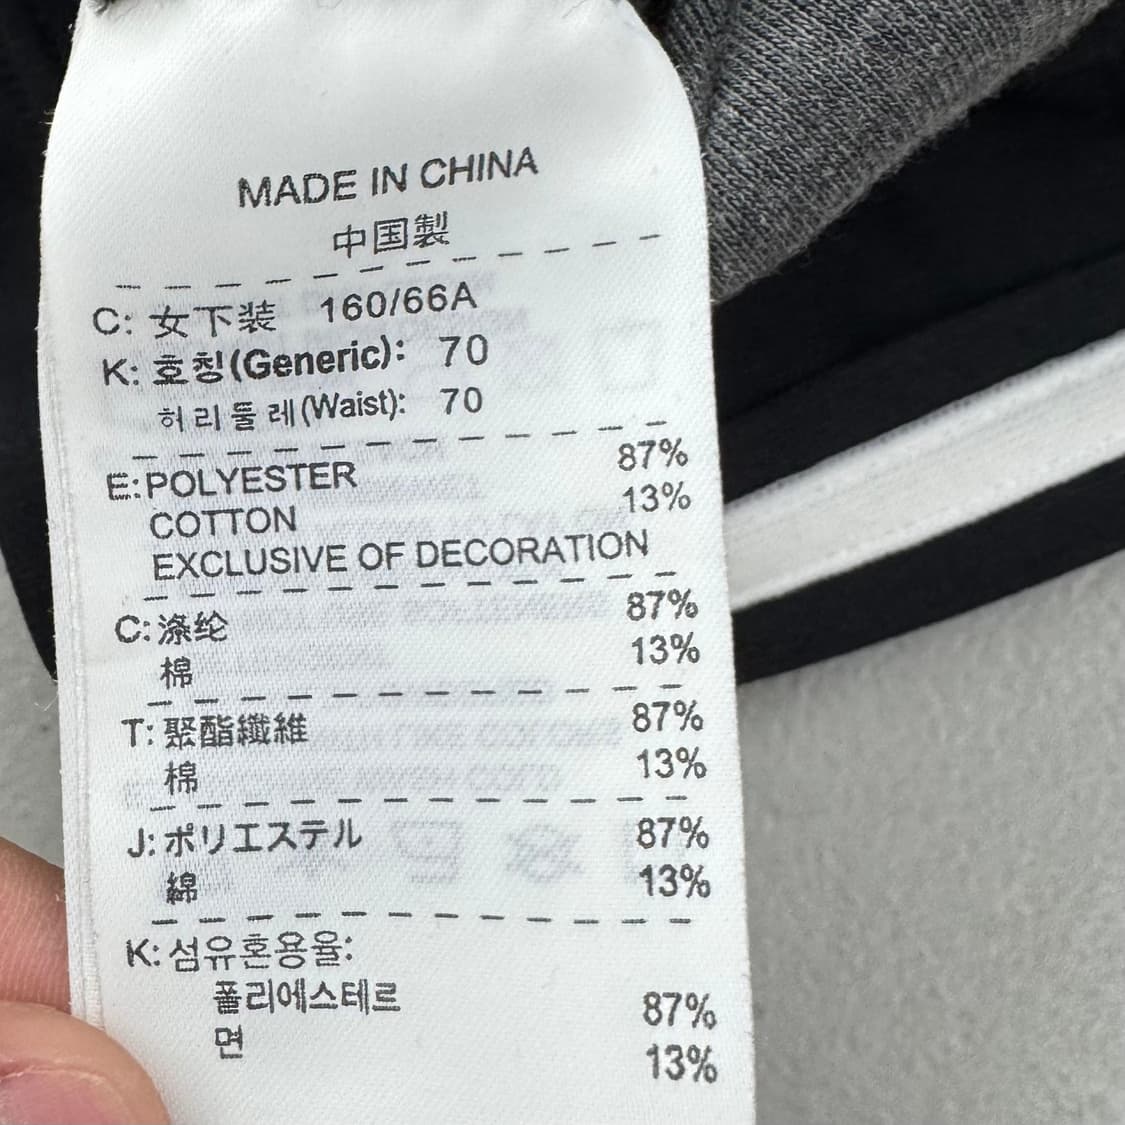 MADE IN CHINA
中国製
C: 女下装 160/66A
K: 호칭(Generic): 70
허리둘레(Waist): 70
E: POLYESTER 87%
COTTON 13%
EXCLUSIVE OF DECORATION
C: 涤纶 87%
棉 13%
T: 聚酯纖維 87%
棉 13%
J: ポリエステル 87%
綿 13%
K: 섬유혼용율:
폴리에스테르 87%
면 13%